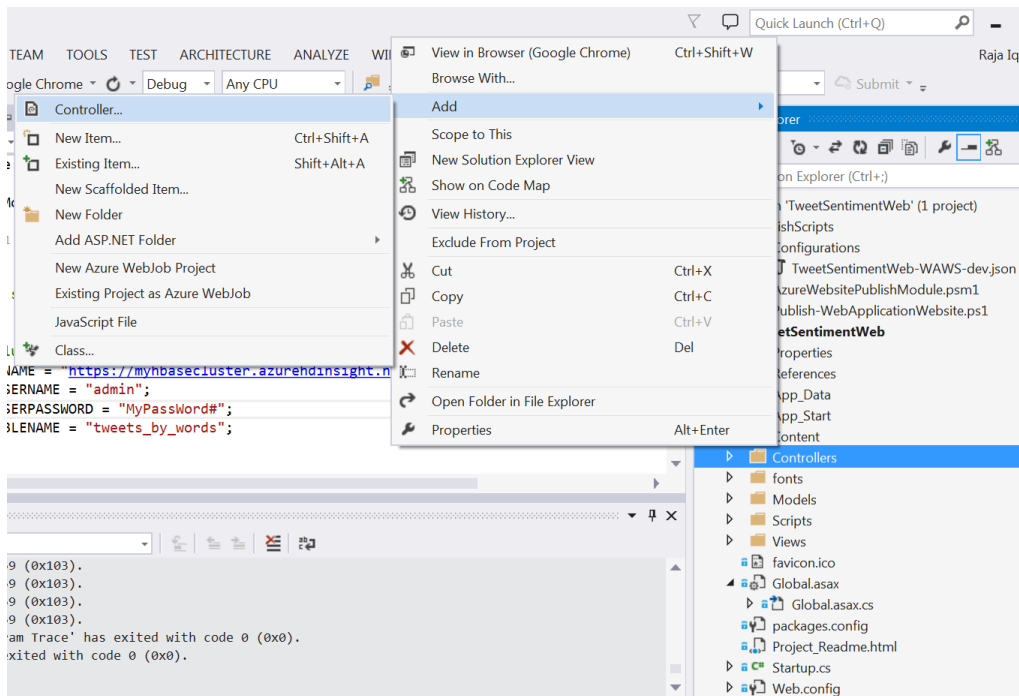 Quick Launch (Ctrl+Q)
TEAM TOOLS TEST ARCHITECTURE ANALYZE
Raja Iq
ogle Chrome Debug Any CPU
Submit
Controller...
New Item... Ctrl+Shift+A
Existing Item... Shift+Alt+A
New Scaffolded Item...
New Folder
Add ASP.NET Folder
New Azure WebJob Project
Existing Project as Azure WebJob
JavaScript File
Class...
View in Browser (Google Chrome) Ctrl+Shift+W
Browse With...
Add
Scope to This
New Solution Explorer View
Show on Code Map
View History...
Exclude From Project
Cut Ctrl+X
Copy Ctrl+C
Paste Ctrl+V
Delete Del
Rename
Open Folder in File Explorer
Properties Alt+Enter
NAME = "https://myhbasecluster.azurehdinsight.n
SERNAME = "admin";
SERPASSWORD = "MyPassWord#";
BLENAME = "tweets_by_words";
9 (0x103).
9 (0x103).
9 (0x103).
9 (0x103).
am Trace' has exited with code 0 (0x0).
exited with code 0 (0x0).
orer
on Explorer (Ctrl+;)
'TweetSentimentWeb' (1 project)
ishScripts
onfigurations
TweetSentimentWeb-WAWS-dev.json
AzureWebsitePublishModule.psm1
Publish-WebApplicationWebsite.ps1
etSentimentWeb
Properties
References
App_Data
App_Start
Content
Controllers
fonts
Models
Scripts
Views
favicon.ico
Global.asax
Global.asax.cs
packages.config
Project_Readme.html
C# Startup.cs
Web.config